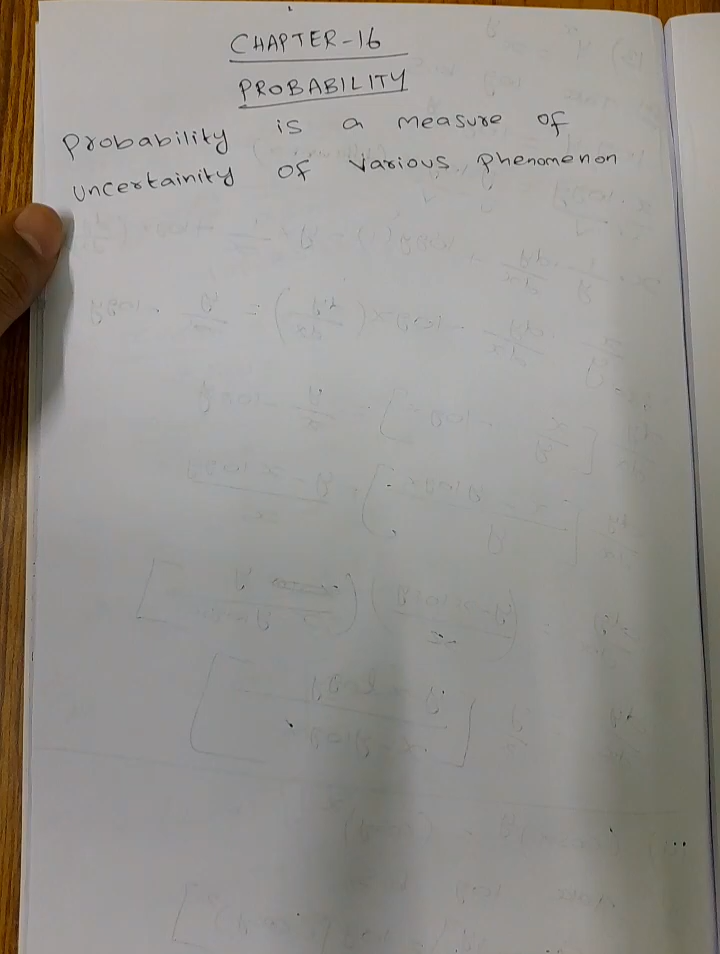 CHAPTER-16
PROBABILITY
Probability is a measure of
uncertainity of various phenomenon